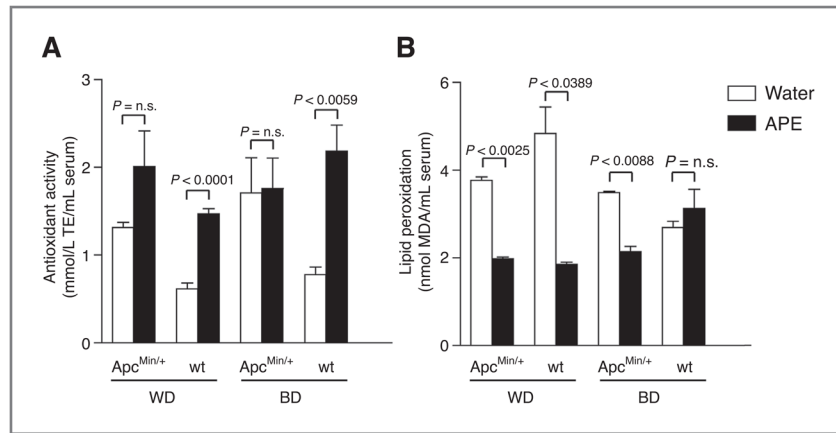 A
Antioxidant activity
(mmol/L TE/mL serum)
3
2
1
0
P = n.s.
P < 0.0001
P = n.s.
P < 0.0059
Apc^Min/+
wt
Apc^Min/+
wt
WD
BD
B
Lipid peroxidation
(nmol MDA/mL serum)
6
4
2
0
P < 0.0025
P < 0.0389
P < 0.0088
P = n.s.
Apc^Min/+
wt
Apc^Min/+
wt
WD
BD
Water
APE